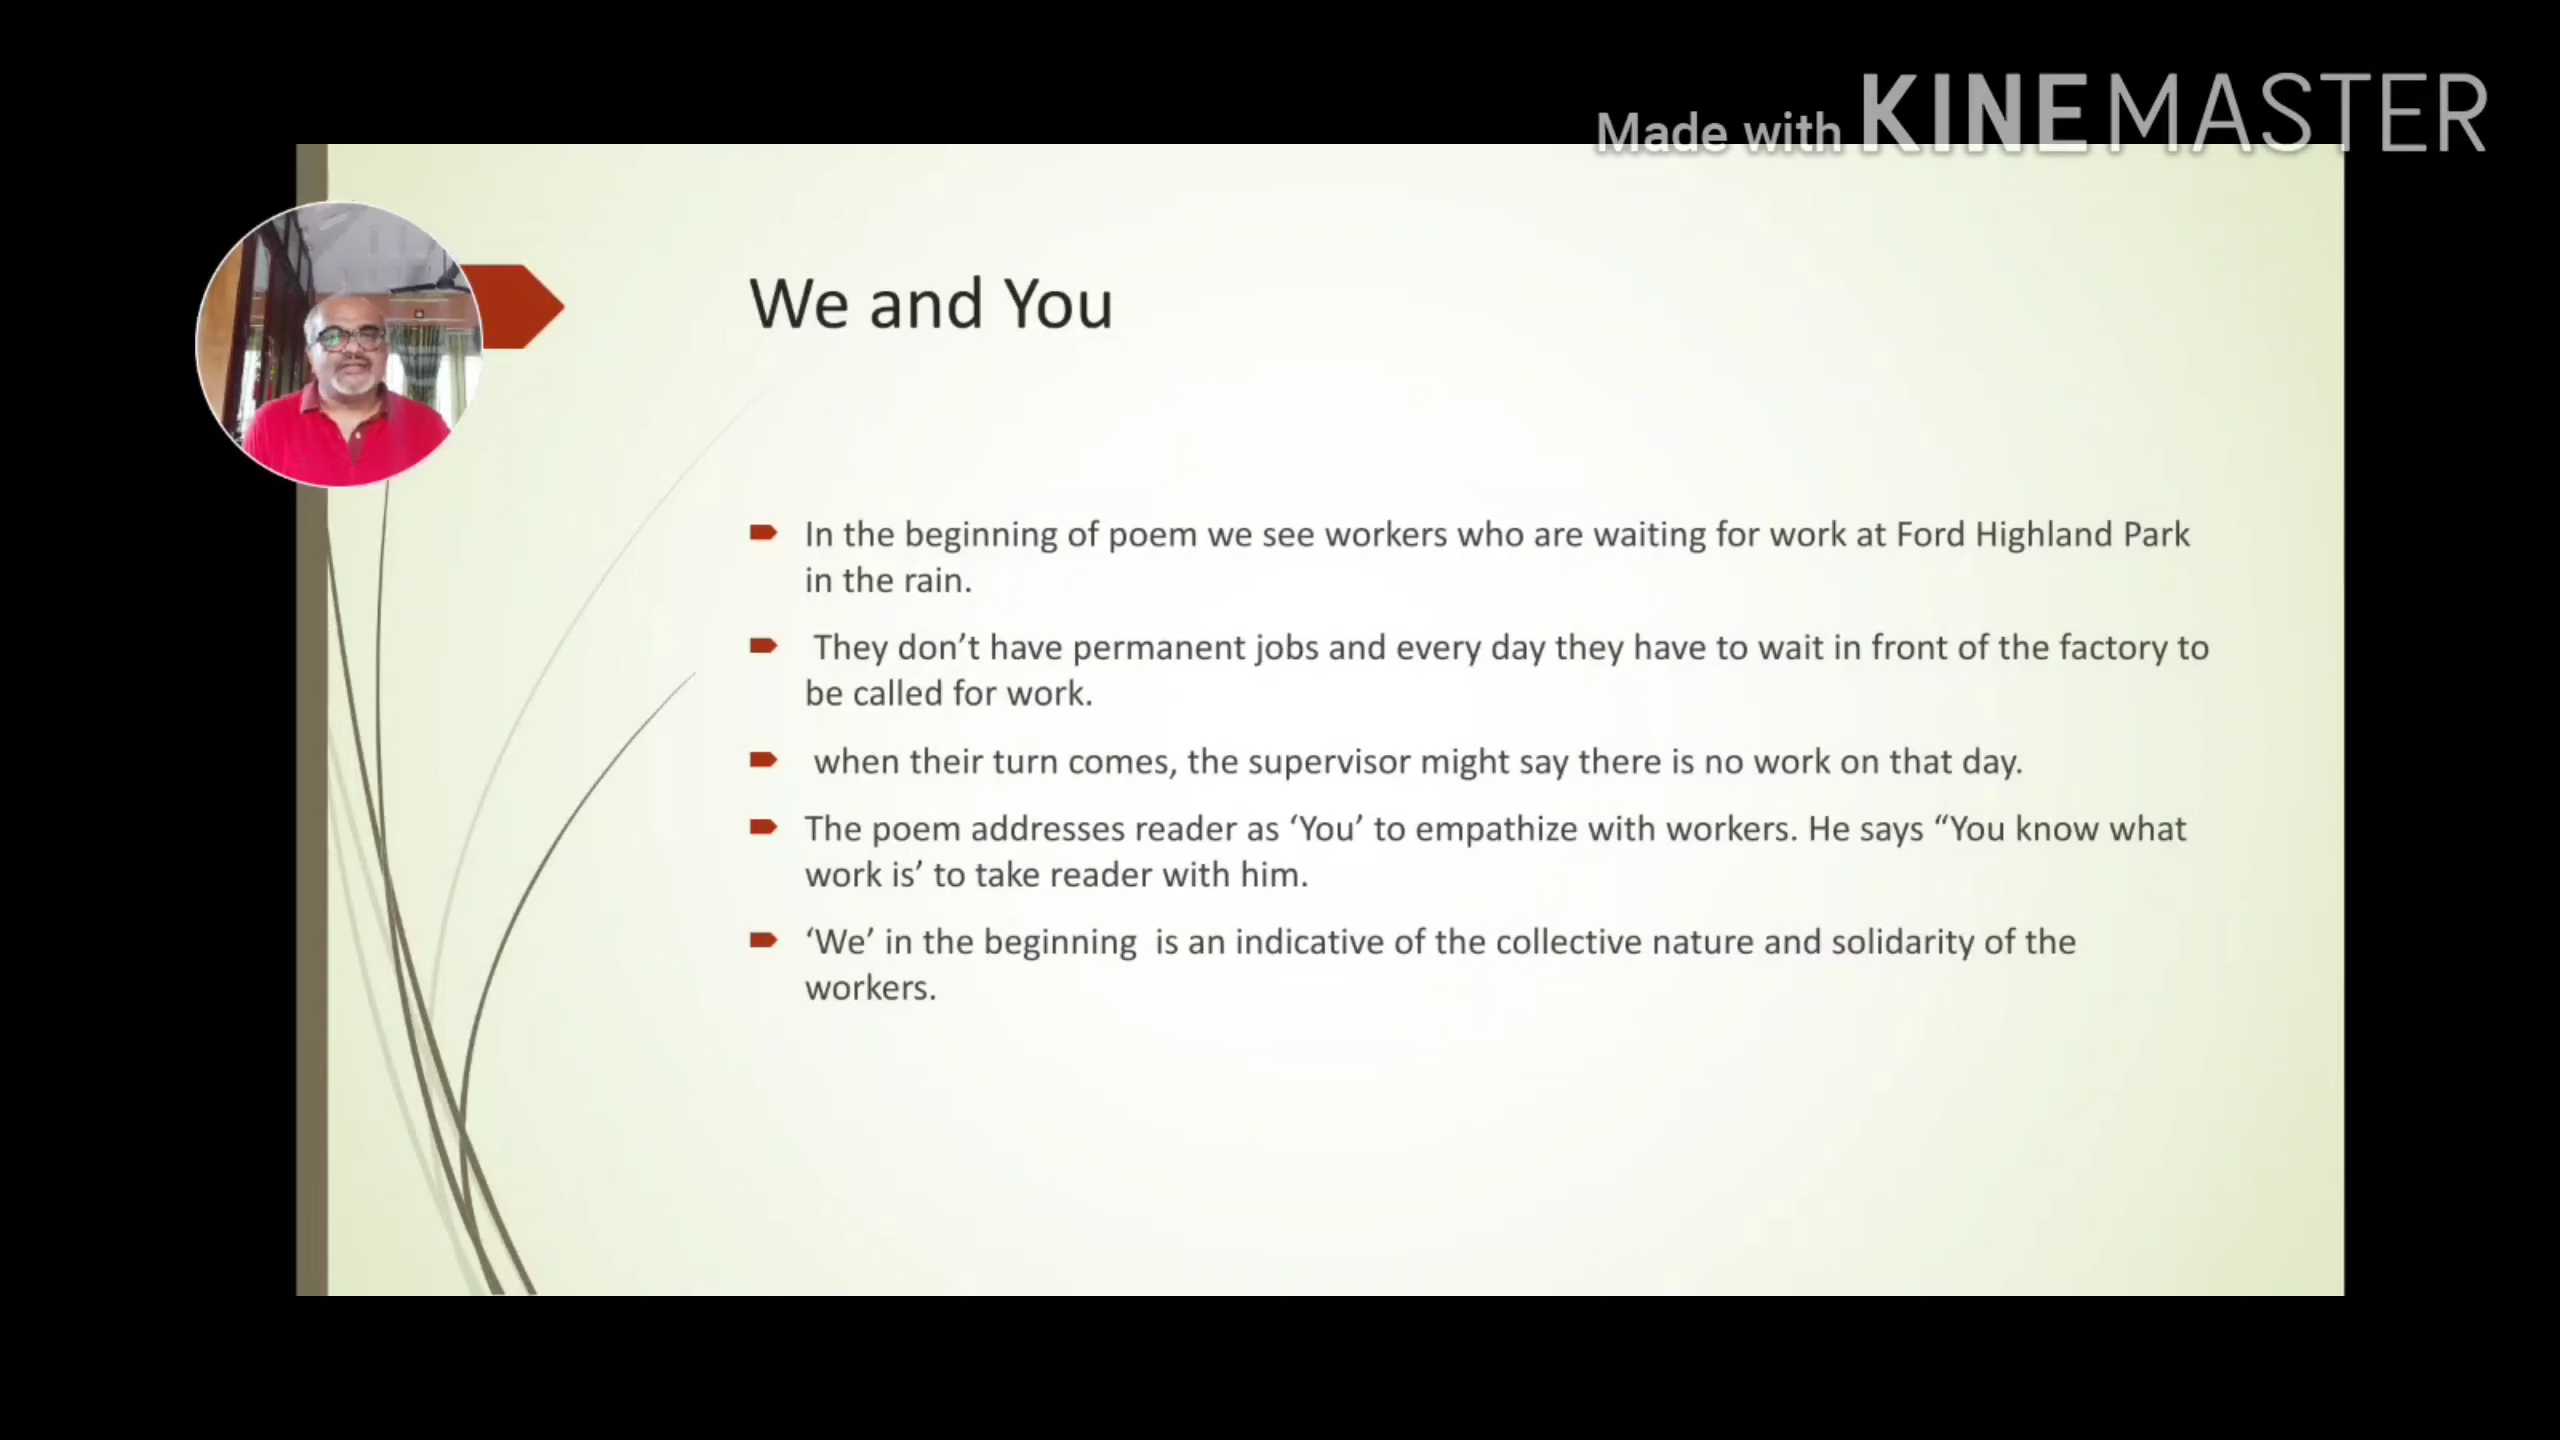 Made with KINEMASTER
We and You
In the beginning of poem we see workers who are waiting for work at Ford Highland Park
in the rain.
They don’t have permanent jobs and every day they have to wait in front of the factory to
be called for work.
when their turn comes, the supervisor might say there is no work on that day.
The poem addresses reader as ‘You’ to empathize with workers. He says “You know what
work is’ to take reader with him.
‘We’ in the beginning  is an indicative of the collective nature and solidarity of the
workers.